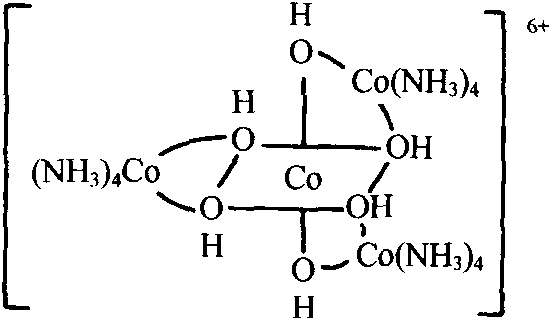 H
6+
O
Co(NH3)4
H
O
OH
(NH3)4Co
Co
O
OH
H
Co(NH3)4
O
H